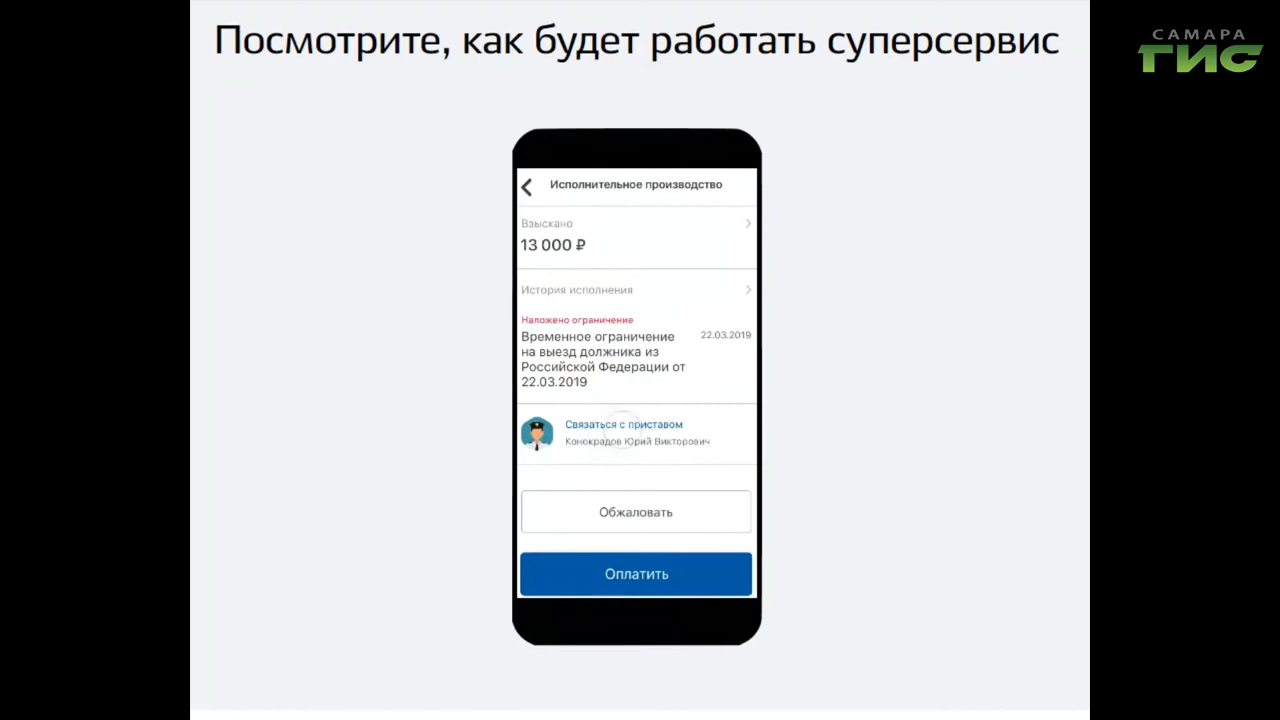 Посмотрите, как будет работать суперсервис
САМАРА
ГИС
Исполнительное производство
Взыскано
13 000 ₽
История исполнения
Наложено ограничение
Временное ограничение
22.03.2019
на выезд должника из
Российской Федерации от
22.03.2019
Связаться с приставом
Конокрадов Юрий Викторович
Обжаловать
Оплатить